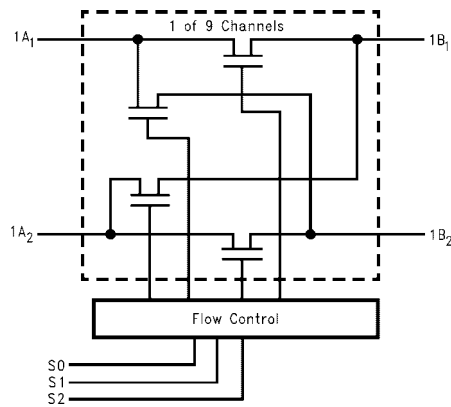 1 of 9 Channels
1A1
1B1
1A2
1B2
Flow Control
S0
S1
S2